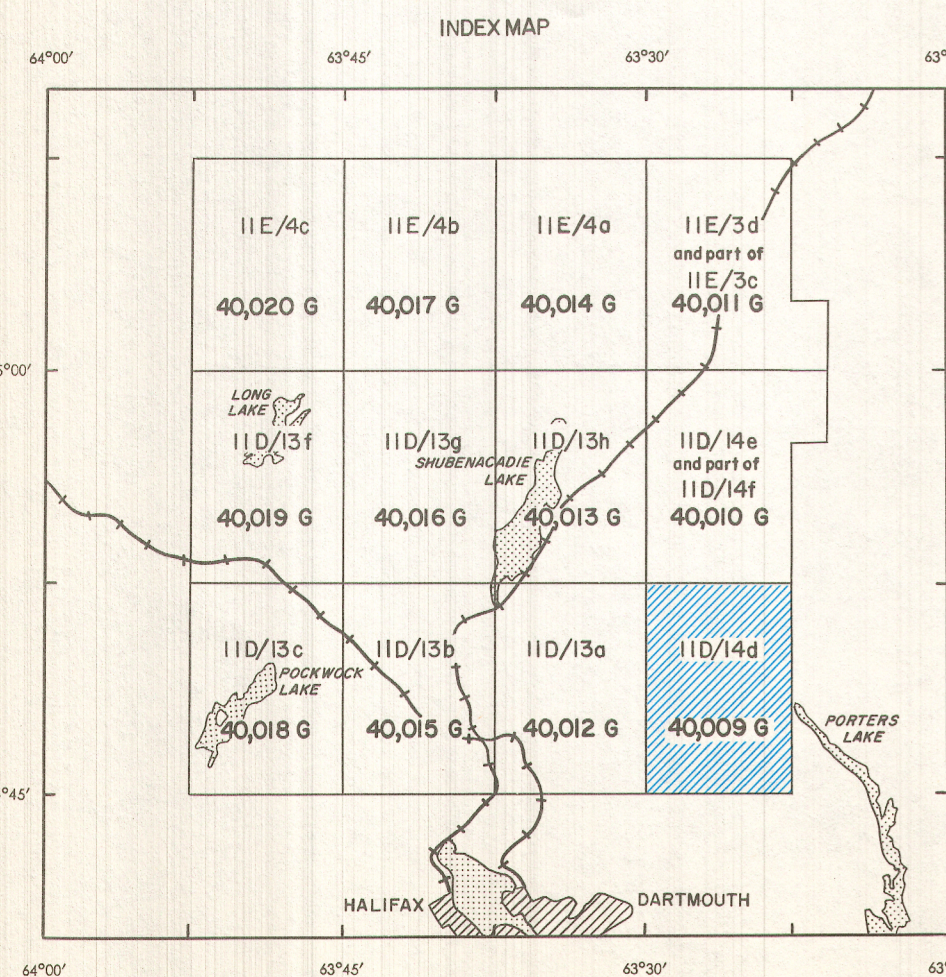 INDEX MAP
64°00' 63°45' 63°30' 63°
11E/4c 11E/4b 11E/4a 11E/3d
and part of
11E/3c
40,020 G 40,017 G 40,014 G 40,011 G
5°00'
LONG
LAKE
11D/13f 11D/13g 11D/13h 11D/14e
SHUBENACADIE
LAKE
and part of
11D/14f
40,019 G 40,016 G 40,013 G 40,010 G
11D/13c 11D/13b 11D/13a 11D/14d
POCKWOCK
LAKE
40,018 G 40,015 G 40,012 G 40,009 G
PORTERS
LAKE
°45'
HALIFAX DARTMOUTH
64°00' 63°45' 63°30' 63°